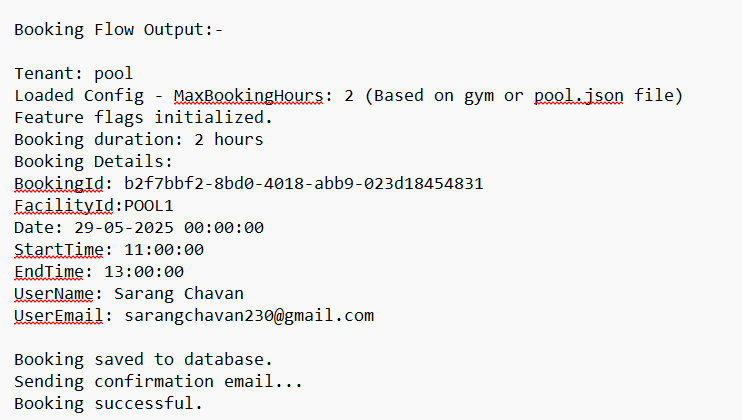 Booking Flow Output:-
Tenant: pool
Loaded Config - MaxBookingHours: 2 (Based on gym or pool.json file)
Feature flags initialized.
Booking duration: 2 hours
Booking Details:
BookingId: b2f7bbf2-8bd0-4018-abb9-023d18454831
FacilityId:POOL1
Date: 29-05-2025 00:00:00
StartTime: 11:00:00
EndTime: 13:00:00
UserName: Sarang Chavan
UserEmail: sarangchavan230@gmail.com
Booking saved to database.
Sending confirmation email...
Booking successful.